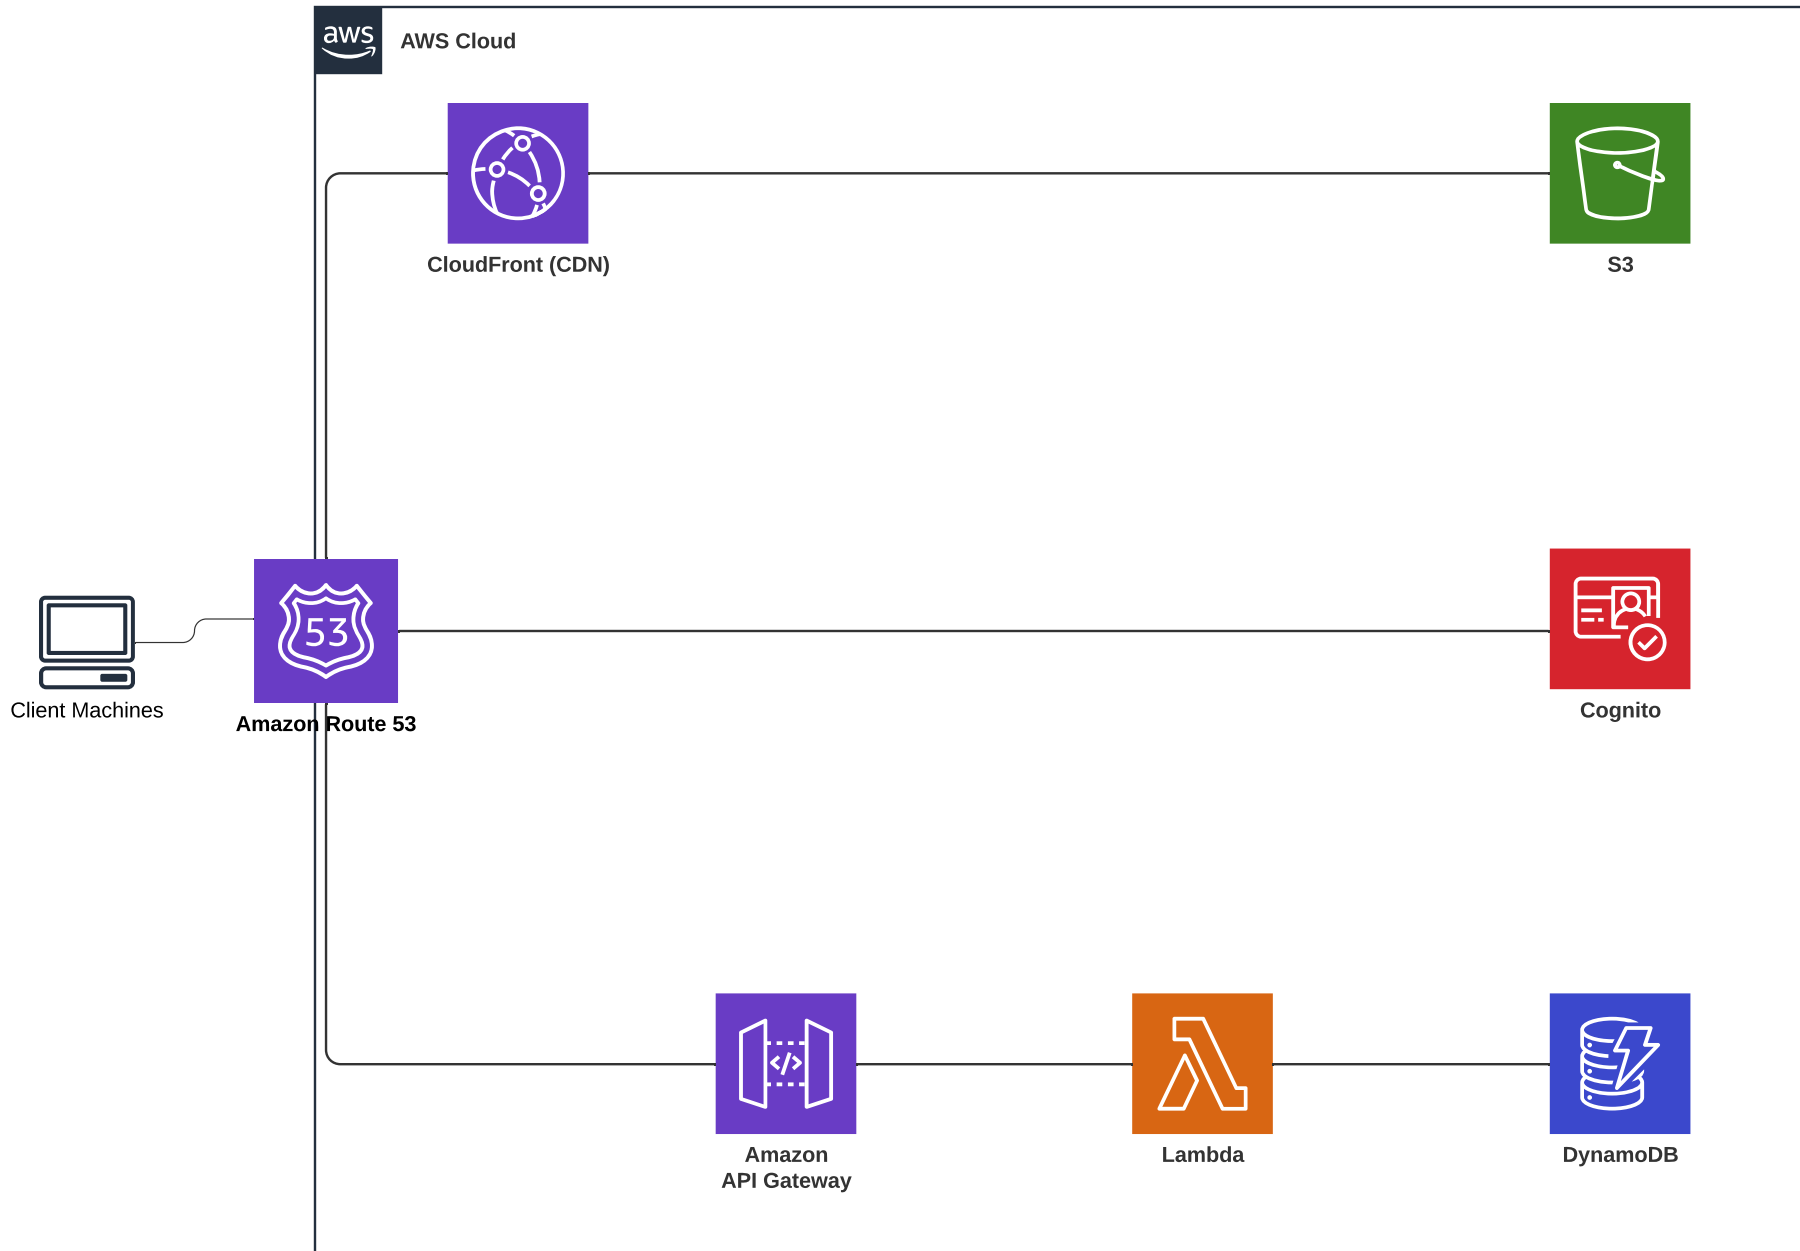 aws
AWS Cloud
CloudFront (CDN)
S3
53
Client Machines
Amazon Route 53
Cognito
</>
Amazon
API Gateway
Lambda
DynamoDB